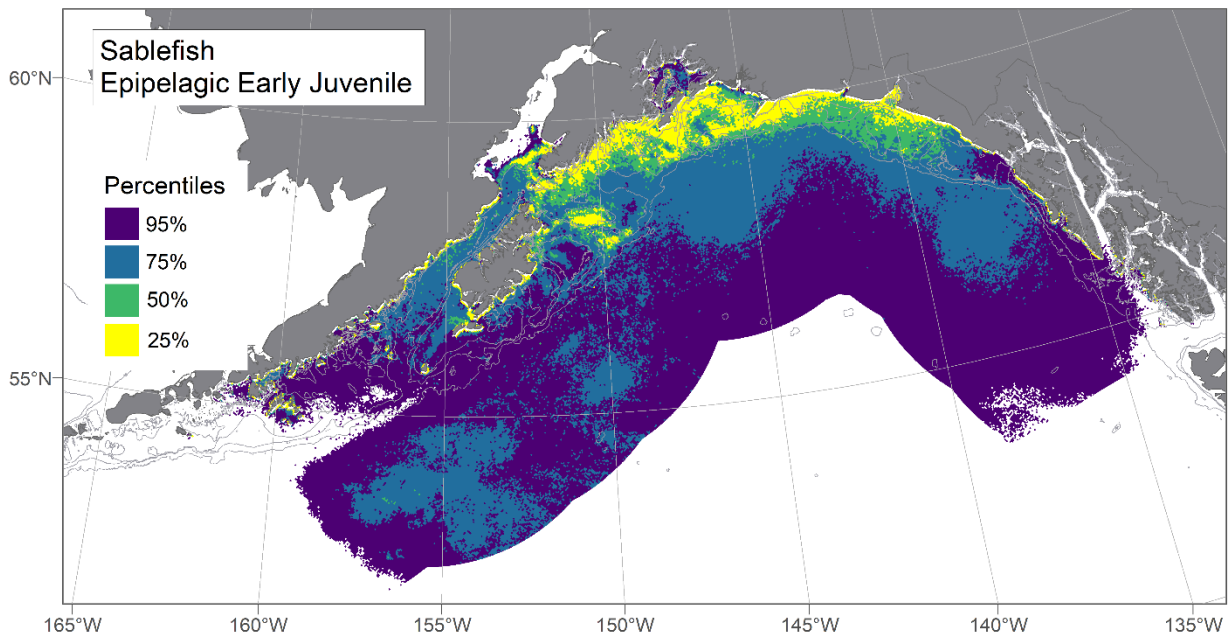 Sablefish
Epipelagic Early Juvenile
60°N
Percentiles
95%
75%
50%
25%
55°N
165°W 160°W 155°W 150°W 145°W 140°W 135°W